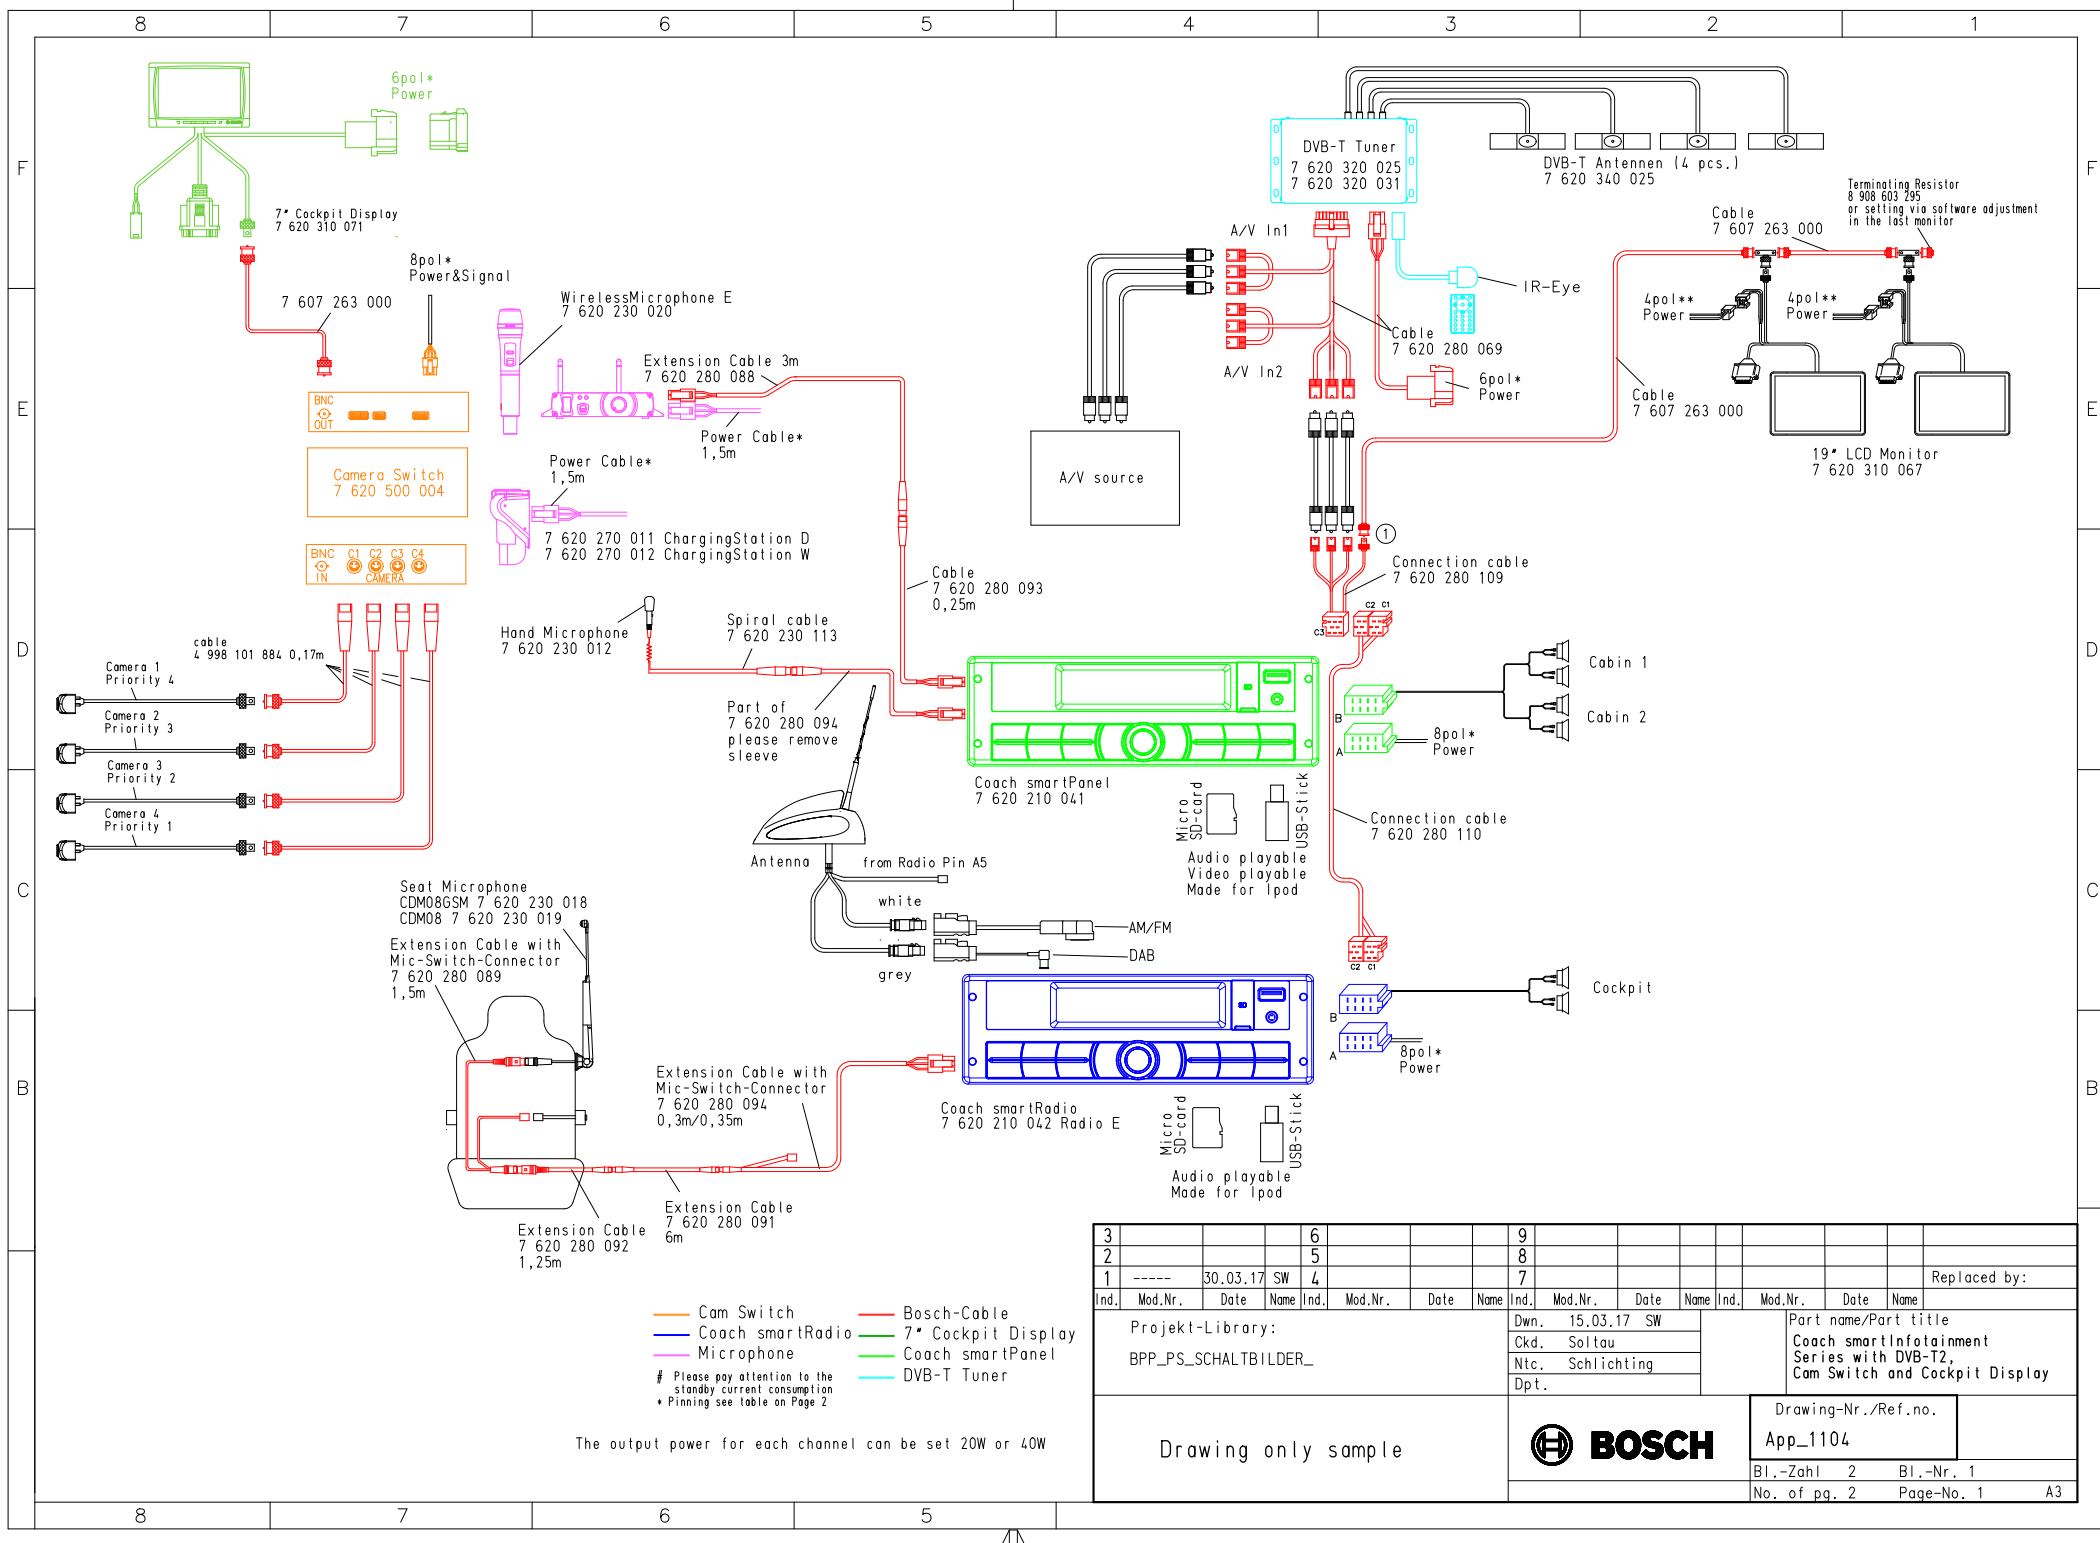 8 7 6 5 4 3 2 1
F
E
D
C
B
F
E
D
C
B
6pol*
Power
7" Cockpit Display
7 620 310 071
8pol*
Power&Signal
7 607 263 000
BNC
OUT
Camera Switch
7 620 500 004
BNC C1 C2 C3 C4
IN CAMERA
cable
4 998 101 884 0,17m
Camera 1
Priority 4
Camera 2
Priority 3
Camera 3
Priority 2
Camera 4
Priority 1
WirelessMicrophone E
7 620 230 020
Extension Cable 3m
7 620 280 088
Power Cable*
1,5m
Power Cable*
1,5m
7 620 270 011 ChargingStation D
7 620 270 012 ChargingStation W
Cable
7 620 280 093
0,25m
Hand Microphone
7 620 230 012
Spiral cable
7 620 230 113
Part of
7 620 280 094
please remove
sleeve
DVB-T Tuner
7 620 320 025
7 620 320 031
DVB-T Antennen (4 pcs.)
7 620 340 025
Terminating Resistor
8 908 603 295
or setting via software adjustment
in the last monitor
Cable
7 607 263 000
A/V In1
A/V In2
IR-Eye
Cable
7 620 280 069
6pol*
Power
4pol**
Power
4pol**
Power
Cable
7 607 263 000
19" LCD Monitor
7 620 310 067
A/V source
1
Connection cable
7 620 280 109
C3
C2 C1
Cabin 1
Cabin 2
B
A
8pol*
Power
Coach smartPanel
7 620 210 041
Micro
SD-card
USB-Stick
Audio playable
Video playable
Made for Ipod
Connection cable
7 620 280 110
Antenna
from Radio Pin A5
white
AM/FM
DAB
grey
C2 C1
Cockpit
B
A
8pol*
Power
Coach smartRadio
7 620 210 042 Radio E
Micro
SD-card
USB-Stick
Audio playable
Made for Ipod
Seat Microphone
CDM08GSM 7 620 230 018
CDM08 7 620 230 019
Extension Cable with
Mic-Switch-Connector
7 620 280 089
1,5m
Extension Cable with
Mic-Switch-Connector
7 620 280 094
0,3m/0,35m
Extension Cable
7 620 280 091
6m
Extension Cable
7 620 280 092
1,25m
Cam Switch
Coach smartRadio
Microphone
Bosch-Cable
7" Cockpit Display
Coach smartPanel
DVB-T Tuner
# Please pay attention to the
standby current consumption
* Pinning see table on Page 2
The output power for each channel can be set 20W or 40W
3 6 9
2 5 8
1 ----- 30.03.17 SW 4 7 Replaced by:
Ind. Mod.Nr. Date Name Ind. Mod.Nr. Date Name Ind. Mod.Nr. Date Name Ind. Mod.Nr. Date Name
Projekt-Library:
BPP_PS_SCHALTBILDER_
Dwn. 15.03.17 SW
Ckd. Soltau
Ntc. Schlichting
Dpt.
Part name/Part title
Coach smartInfotainment
Series with DVB-T2,
Cam Switch and Cockpit Display
Drawing only sample
BOSCH
Drawing-Nr./Ref.no.
App_1104
Bl.-Zahl 2 Bl.-Nr. 1
No. of pg. 2 Page-No. 1 A3
8 7 6 5